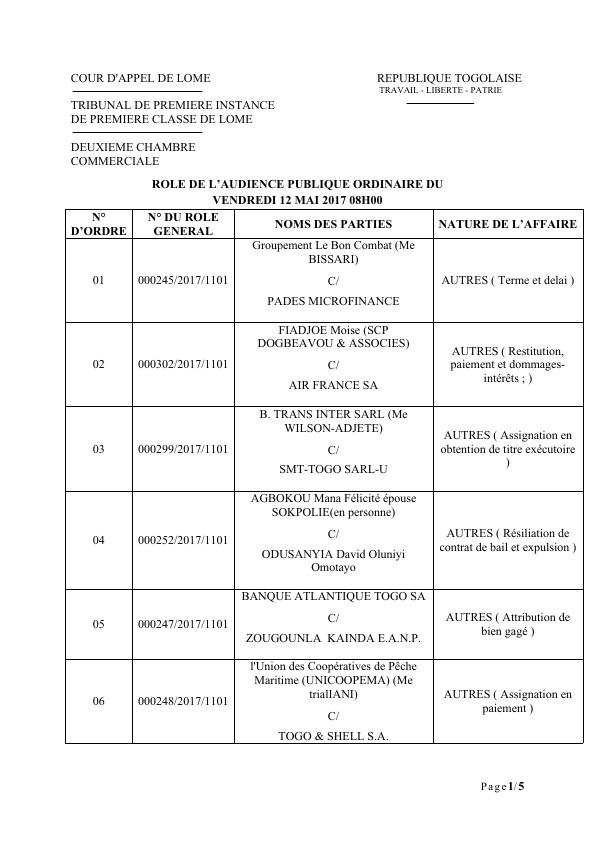 COUR D'APPEL DE LOME
REPUBLIQUE TOGOLAISE
TRAVAIL - LIBERTE - PATRIE
TRIBUNAL DE PREMIERE INSTANCE
DE PREMIERE CLASSE DE LOME
DEUXIEME CHAMBRE
COMMERCIALE
ROLE DE L’AUDIENCE PUBLIQUE ORDINAIRE DU
VENDREDI 12 MAI 2017 08H00
N°
D’ORDRE
N° DU ROLE
GENERAL
NOMS DES PARTIES
NATURE DE L’AFFAIRE
01
000245/2017/1101
Groupement Le Bon Combat (Me
BISSARI)
C/
PADES MICROFINANCE
AUTRES ( Terme et delai )
02
000302/2017/1101
FIADJOE Moise (SCP
DOGBEAVOU & ASSOCIES)
C/
AIR FRANCE SA
AUTRES ( Restitution,
paiement et dommages-
intérêts ; )
03
000299/2017/1101
B. TRANS INTER SARL (Me
WILSON-ADJETE)
C/
SMT-TOGO SARL-U
AUTRES ( Assignation en
obtention de titre exécutoire
)
04
000252/2017/1101
AGBOKOU Mana Félicité épouse
SOKPOLIE(en personne)
C/
ODUSANYIA David Oluniyi
Omotayo
AUTRES ( Résiliation de
contrat de bail et expulsion )
05
000247/2017/1101
BANQUE ATLANTIQUE TOGO SA
C/
ZOUGOUNLA KAINDA E.A.N.P.
AUTRES ( Attribution de
bien gagé )
06
000248/2017/1101
l'Union des Coopératives de Pêche
Maritime (UNICOOPEMA) (Me
trialIANI)
C/
TOGO & SHELL S.A.
AUTRES ( Assignation en
paiement )
Page1/5